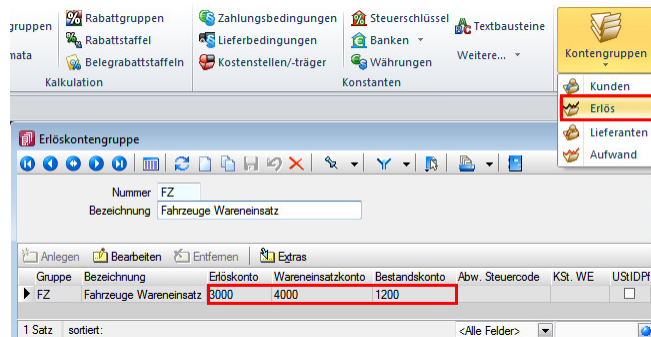 gruppen Rabattgruppen Zahlungsbedingungen Steuerschlüssel Textbausteine
Rabattstaffel Lieferbedingungen Banken
mata Belegrabattstaffeln Kostenstellen/-träger Währungen Weitere... Kontengruppen
Kalkulation Konstanten
Kunden
Erlös
Lieferanten
Aufwand
Erlöskontengruppe
Nummer FZ
Bezeichnung Fahrzeuge Wareneinsatz
Anlegen Bearbeiten Entfernen Extras
Gruppe Bezeichnung Erlöskonto Wareneinsatzkonto Bestandskonto Abw. Steuercode KSt. WE UStIDPf
FZ Fahrzeuge Wareneinsatz 3000 4000 1200
1 Satz sortiert: <Alle Felder>